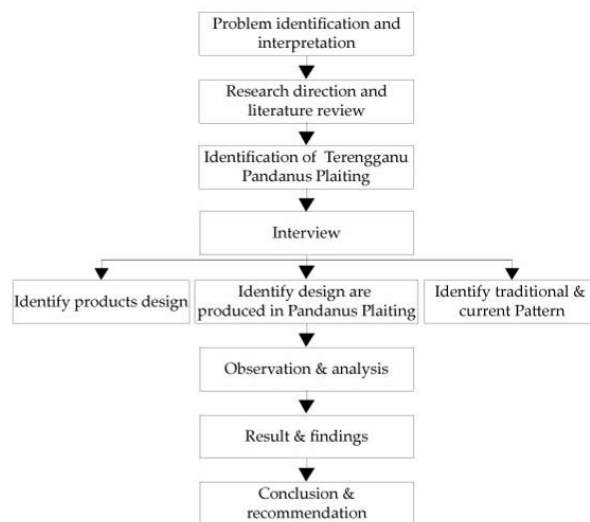 Problem identification and
interpretation
Research direction and
literature review
Identification of Terengganu
Pandanus Plaiting
Interview
Identify products design
Identify design are
produced in Pandanus Plaiting
Identify traditional &
current Pattern
Observation & analysis
Result & findings
Conclusion &
recommendation